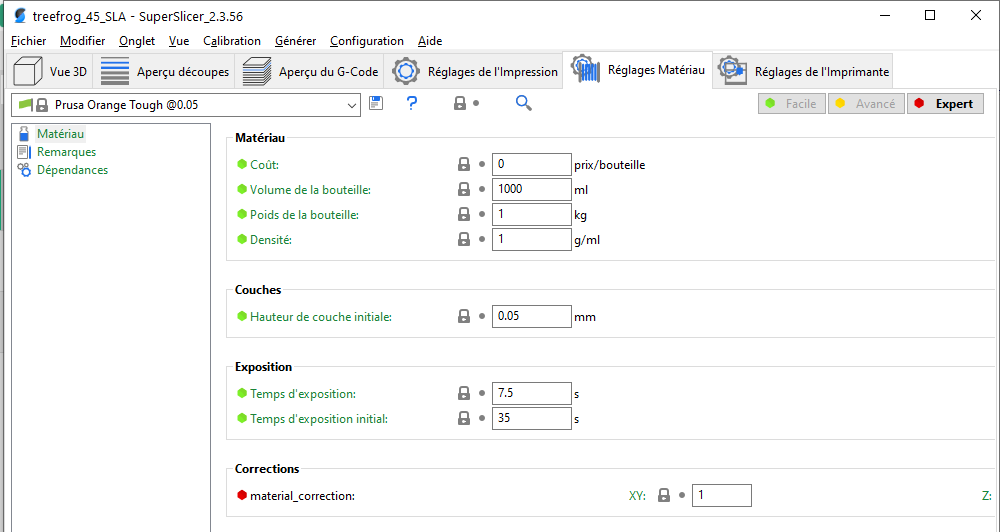 treefrog_45_SLA - SuperSlicer_2.3.56
Fichier Modifier Onglet Vue Calibration Générer Configuration Aide
Vue 3D Aperçu découpes Aperçu du G-Code Réglages de l'Impression Réglages Matériau Réglages de l'Imprimante
Prusa Orange Tough @0.05 ? Facile Avancé Expert
Matériau
Remarques
Dépendances
Matériau
Coût: 0 prix/bouteille
Volume de la bouteille: 1000 ml
Poids de la bouteille: 1 kg
Densité: 1 g/ml
Couches
Hauteur de couche initiale: 0.05 mm
Exposition
Temps d'exposition: 7.5 s
Temps d'exposition initial: 35 s
Corrections
material_correction: XY: 1 Z: